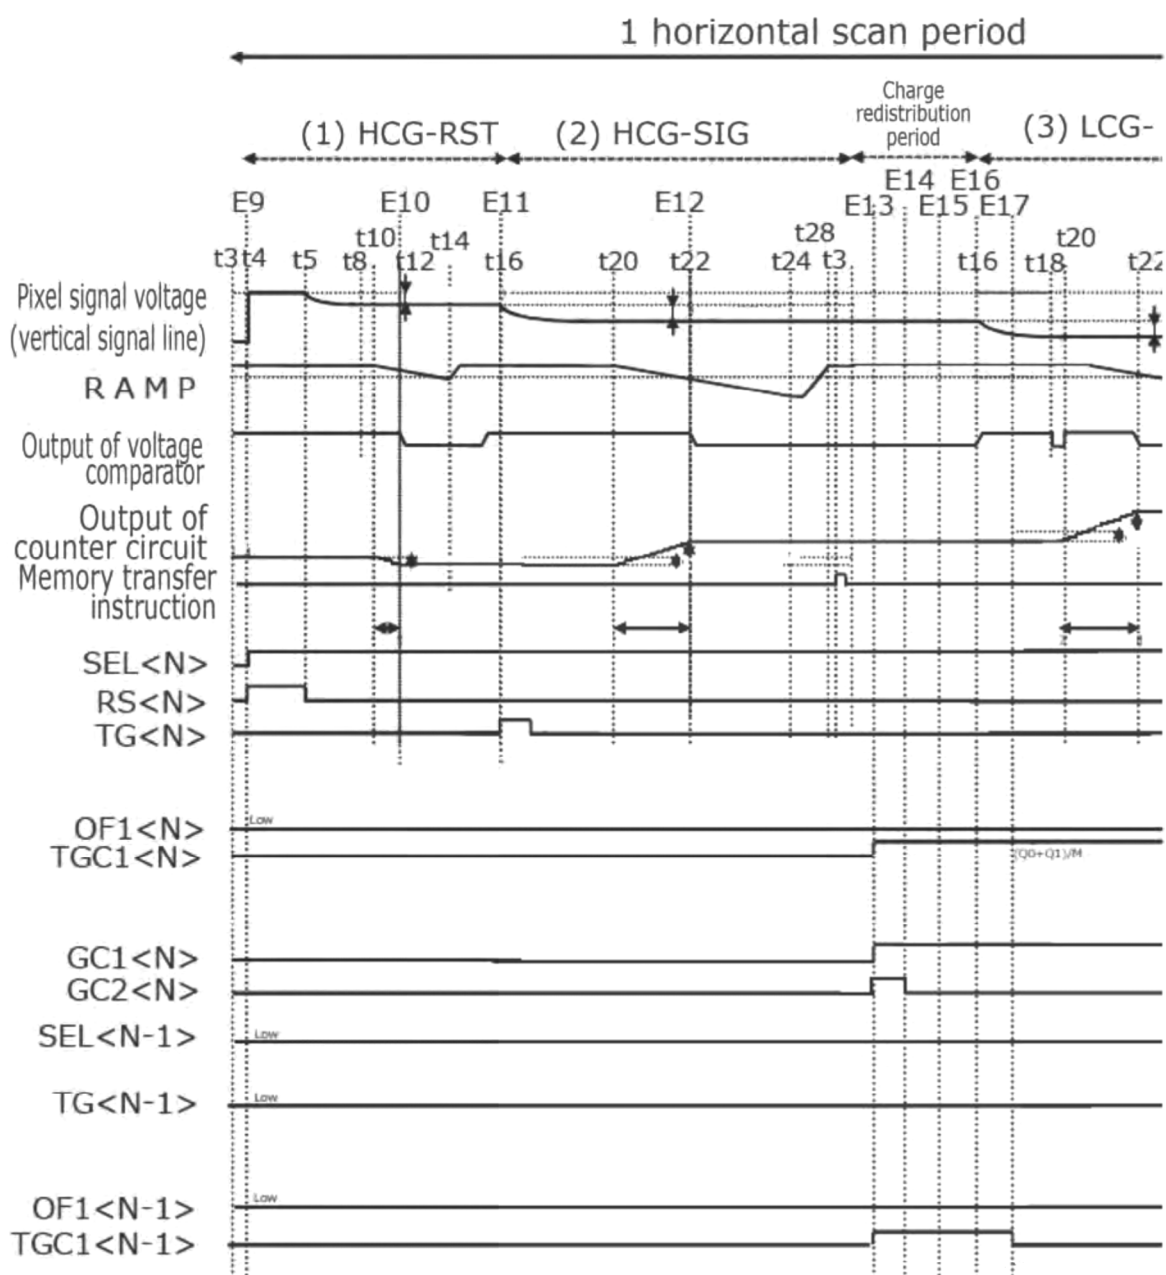 1 horizontal scan period
Charge
redistribution
period
(1) HCG-RST
(2) HCG-SIG
(3) LCG-
E14 E16
E9
E10
E11
E12
E13 E15 E17
t10 t14 t28 t20
t3 t4 t5 t8 t12 t16 t20 t22 t24 t3 t16 t18 t22
Pixel signal voltage
(vertical signal line)
RAMP
Output of voltage
comparator
Output of
counter circuit
Memory transfer
instruction
SEL<N>
RS<N>
TG<N>
OF1<N> Low
TGC1<N> (Q0+Q1)/M
GC1<N>
GC2<N>
SEL<N-1> Low
TG<N-1> Low
OF1<N-1> Low
TGC1<N-1>